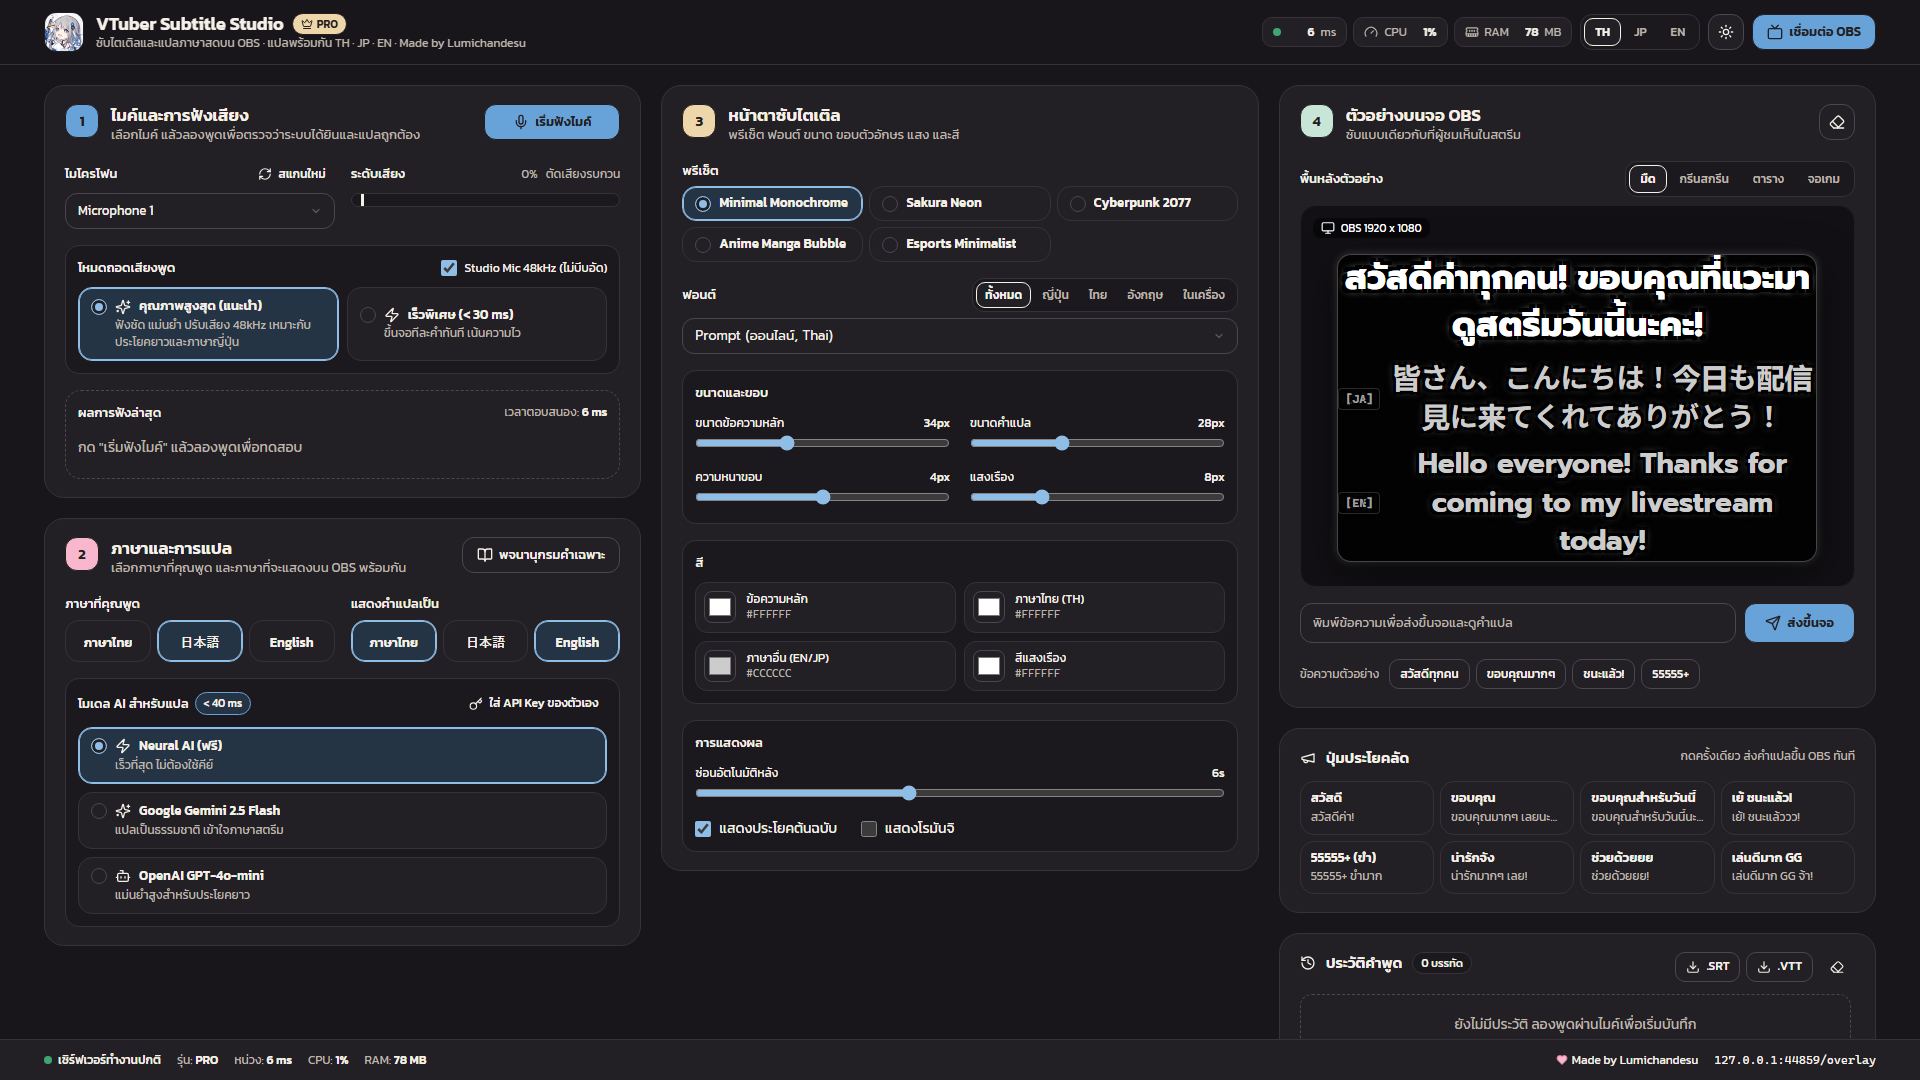 VTuber Subtitle Studio PRO
ซับไตเติลและแปลภาษาสดบน OBS · แปลพร้อมกัน TH · JP · EN · Made by Lumichandesu
6 ms
CPU 1%
RAM 78 MB
TH JP EN
เชื่อมต่อ OBS
1 ไมค์และการฟังเสียง
เลือกไมค์ แล้วลองพูดเพื่อตรวจว่าระบบได้ยินและแปลถูกต้อง
เริ่มฟังไมค์
ไมโครโฟน
สแกนใหม่
Microphone 1
ระดับเสียง
0% ตัดเสียงรบกวน
โหมดถอดเสียงพูด
Studio Mic 48kHz (ไม่บีบอัด)
คุณภาพสูงสุด (แนะนำ)
ฟังชัด แม่นยำ ปรับเสียง 48kHz เหมาะกับ
ประโยคยาวและภาษาญี่ปุ่น
เร็วพิเศษ (< 30 ms)
ขึ้นจอทีละคำทันที เน้นความไว
ผลการฟังล่าสุด
เวลาตอบสนอง: 6 ms
กด "เริ่มฟังไมค์" แล้วลองพูดเพื่อทดสอบ
2 ภาษาและการแปล
เลือกภาษาที่คุณพูด และภาษาที่จะแสดงบน OBS พร้อมกัน
พจนานุกรมคำเฉพาะ
ภาษาที่คุณพูด
ภาษาไทย 日本語 English
แสดงคำแปลเป็น
ภาษาไทย 日本語 English
โมเดล AI สำหรับแปล < 40 ms
ใส่ API Key ของตัวเอง
Neural AI (ฟรี)
เร็วที่สุด ไม่ต้องใช้คีย์
Google Gemini 2.5 Flash
แปลเป็นธรรมชาติ เข้าใจภาษาสตรีม
OpenAI GPT-4o-mini
แม่นยำสูงสำหรับประโยคยาว
3 หน้าตาซับไตเติล
พรีเซ็ต ฟอนต์ ขนาด ขอบตัวอักษร แสง และสี
พรีเซ็ต
Minimal Monochrome
Sakura Neon
Cyberpunk 2077
Anime Manga Bubble
Esports Minimalist
ฟอนต์
ทั้งหมด ญี่ปุ่น ไทย อังกฤษ ในเครื่อง
Prompt (ออนไลน์, Thai)
ขนาดและขอบ
ขนาดข้อความหลัก 34px
ขนาดคำแปล 28px
ความหนาขอบ 4px
แสงเรือง 8px
สี
ข้อความหลัก
#FFFFFF
ภาษาไทย (TH)
#FFFFFF
ภาษาอื่น (EN/JP)
#CCCCCC
สีแสงเรือง
#FFFFFF
การแสดงผล
ซ่อนอัตโนมัติหลัง 6s
แสดงประโยคต้นฉบับ
แสดงโรมันจิ
4 ตัวอย่างบนจอ OBS
ซับแบบเดียวกับที่ผู้ชมเห็นในสตรีม
พื้นหลังตัวอย่าง
มืด กรีนสกรีน ตาราง จอเกม
OBS 1920 x 1080
สวัสดีค่าทุกคน! ขอบคุณที่แวะมา
ดูสตรีมวันนี้นะคะ!
[JA]
皆さん、こんにちは！今日も配信
見に来てくれてありがとう！
[EN]
Hello everyone! Thanks for
coming to my livestream
today!
พิมพ์ข้อความเพื่อส่งขึ้นจอและดูคำแปล
ส่งขึ้นจอ
ข้อความตัวอย่าง
สวัสดีทุกคน
ขอบคุณมากๆ
ชนะแล้ว!
55555+
ปุ่มประโยคลัด
กดครั้งเดียว ส่งคำแปลขึ้น OBS ทันที
สวัสดี
สวัสดีค่า!
ขอบคุณ
ขอบคุณมากๆ เลยนะ...
ขอบคุณสำหรับวันนี้
ขอบคุณสำหรับวันนี้นะ...
เย้ ชนะแล้ว!
เย้! ชนะแล้ววว!
55555+ (ขำ)
55555+ ขำมาก
น่ารักจัง
น่ารักมากๆ เลย!
ช่วยด้วยยย
ช่วยด้วยยย!
เล่นดีมาก GG
เล่นดีมาก GG จ้า!
ประวัติคำพูด 0 บรรทัด
.SRT
.VTT
ยังไม่มีประวัติ ลองพูดผ่านไมค์เพื่อเริ่มบันทึก
เซิร์ฟเวอร์ทำงานปกติ รุ่น: PRO หน่วง: 6 ms CPU: 1% RAM: 78 MB
Made by Lumichandesu 127.0.0.1:44859/overlay